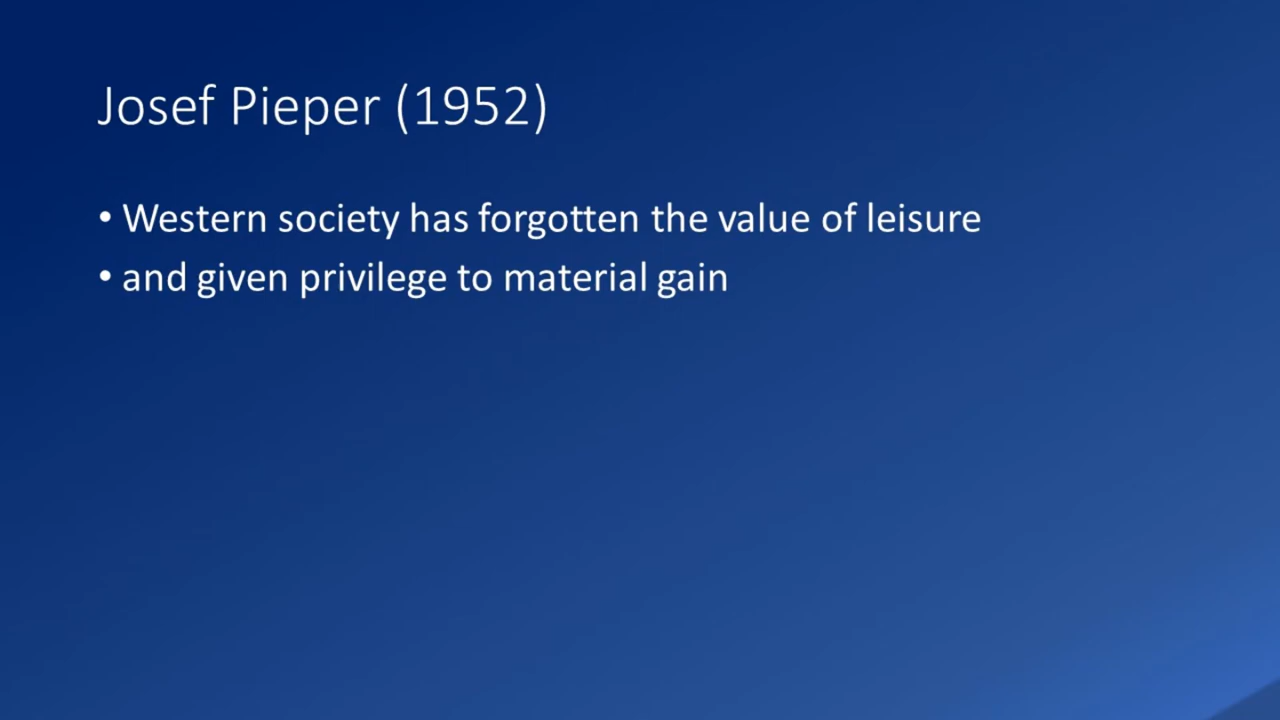 Josef Pieper (1952)
• Western society has forgotten the value of leisure
• and given privilege to material gain